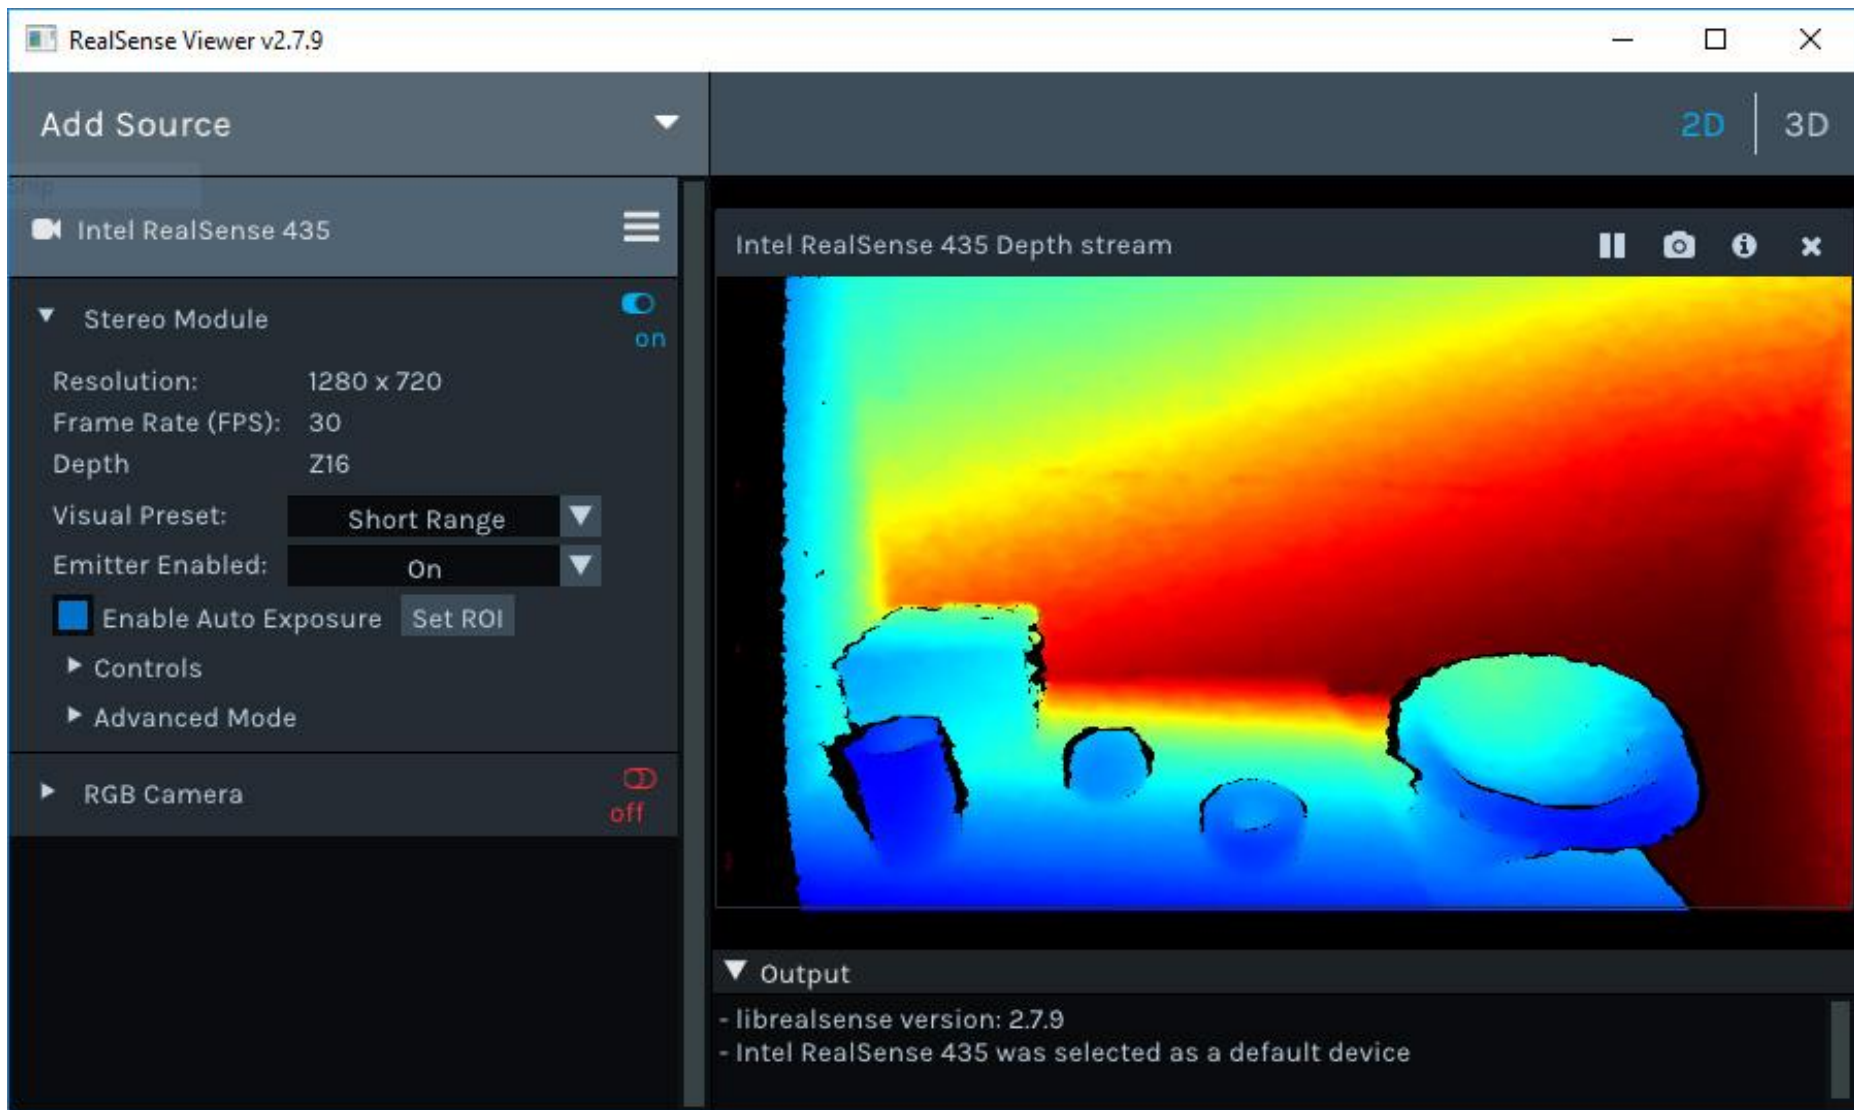 RealSense Viewer v2.7.9
Add Source
2D | 3D
Snip
Intel RealSense 435
Intel RealSense 435 Depth stream
Stereo Module
on
Resolution: 1280 x 720
Frame Rate (FPS): 30
Depth Z16
Visual Preset: Short Range
Emitter Enabled: On
Enable Auto Exposure Set ROI
Controls
Advanced Mode
RGB Camera
off
Output
- librealsense version: 2.7.9
- Intel RealSense 435 was selected as a default device